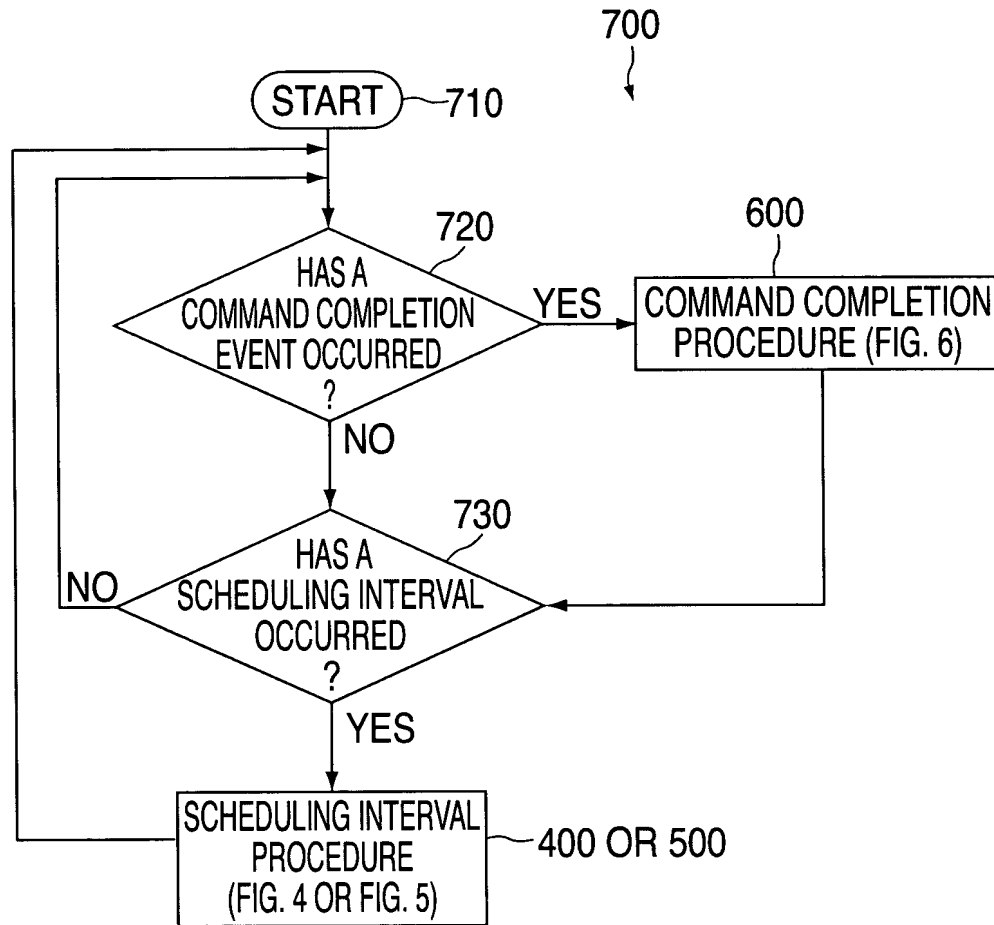 700
START
710
720
HAS A
COMMAND COMPLETION
EVENT OCCURRED
?
YES
600
COMMAND COMPLETION
PROCEDURE (FIG. 6)
NO
730
HAS A
SCHEDULING INTERVAL
OCCURRED
?
NO
YES
SCHEDULING INTERVAL
PROCEDURE
(FIG. 4 OR FIG. 5)
400 OR 500